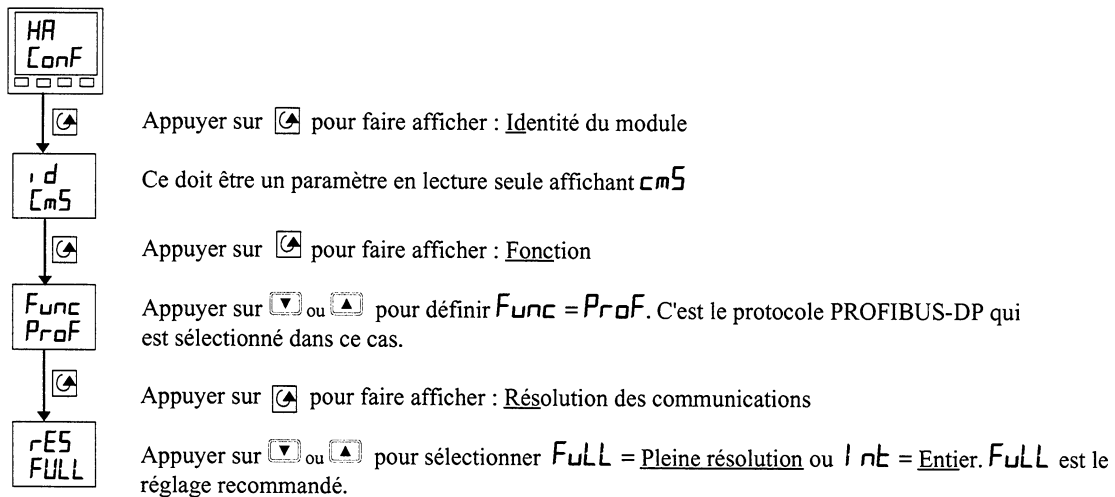 HA
ConF
Appuyer sur pour faire afficher : Identité du module
id
CmS
Ce doit être un paramètre en lecture seule affichant cmS
Appuyer sur pour faire afficher : Fonction
Func
ProF
Appuyer sur ou pour définir Func = ProF. C'est le protocole PROFIBUS-DP qui
est sélectionné dans ce cas.
Appuyer sur pour faire afficher : Résolution des communications
rES
FULL
Appuyer sur ou pour sélectionner FuLL = Pleine résolution ou Int = Entier. FuLL est le
réglage recommandé.